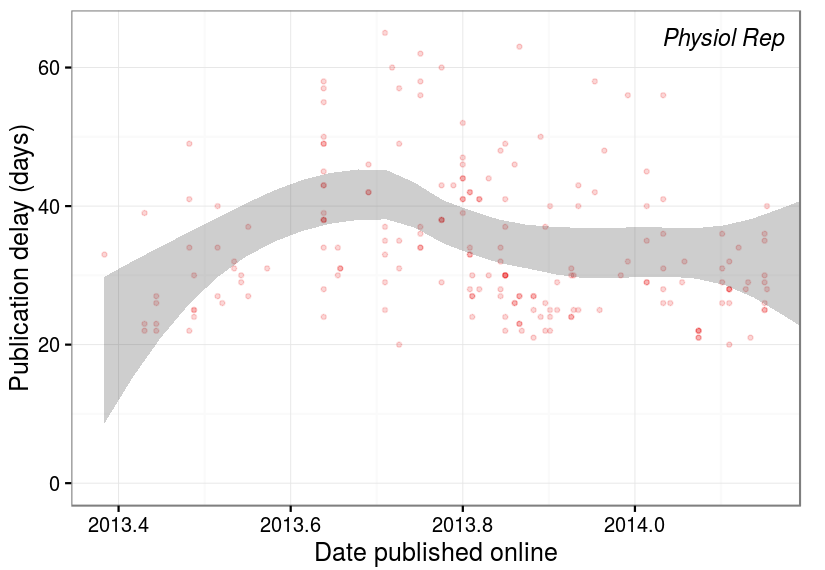 Physiol Rep
Publication delay (days)
60
40
20
0
2013.4 2013.6 2013.8 2014.0
Date published online